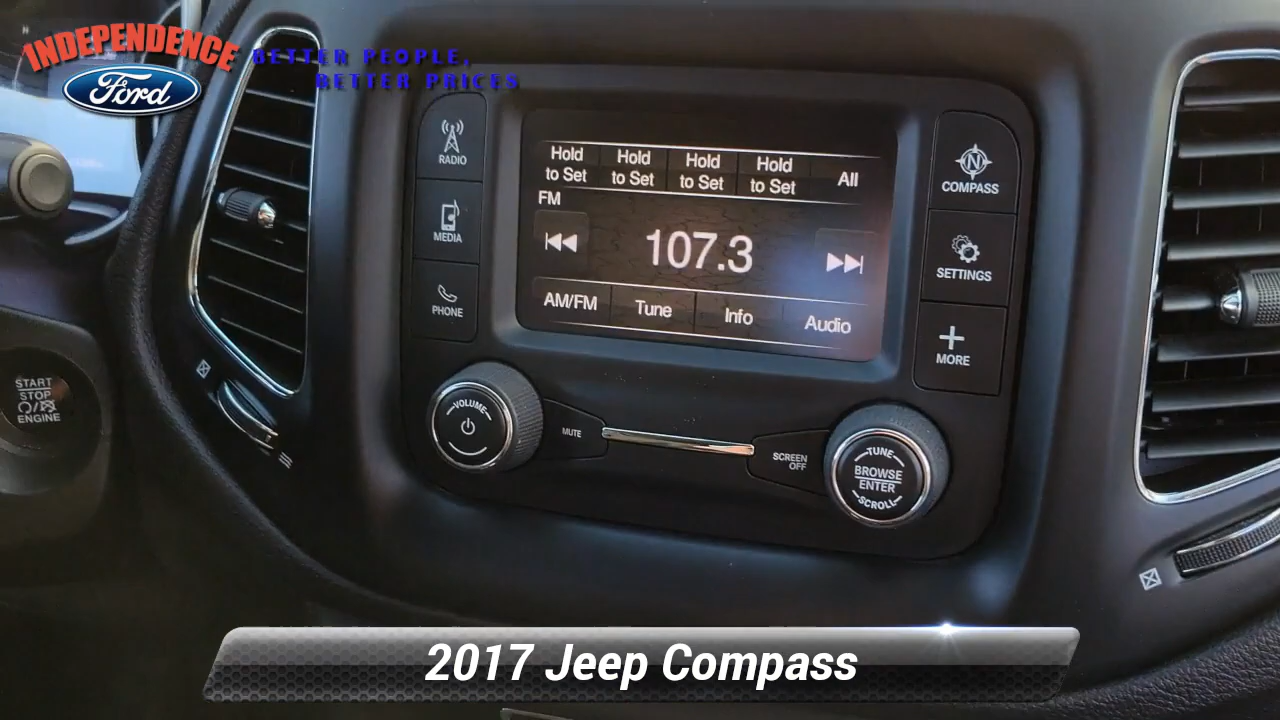 INDEPENDENCE
Ford
BETTER PEOPLE,
BETTER PRICES
RADIO
MEDIA
PHONE
Hold to Set
Hold to Set
Hold to Set
Hold to Set
All
FM
107.3
AM/FM
Tune
Info
Audio
N
COMPASS
SETTINGS
MORE
START
STOP
ENGINE
VOLUME
MUTE
SCREEN
OFF
TUNE
BROWSE
ENTER
SCROLL
2017 Jeep Compass